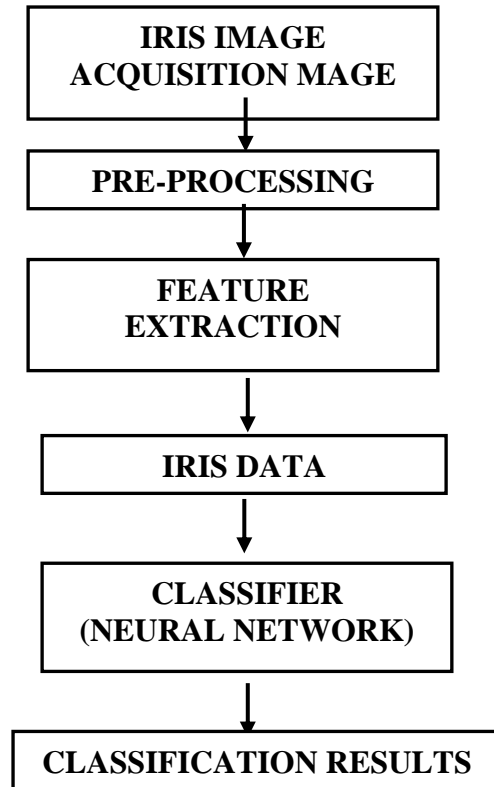 IRIS IMAGE
ACQUISITION MAGE
PRE-PROCESSING
FEATURE
EXTRACTION
IRIS DATA
CLASSIFIER
(NEURAL NETWORK)
CLASSIFICATION RESULTS